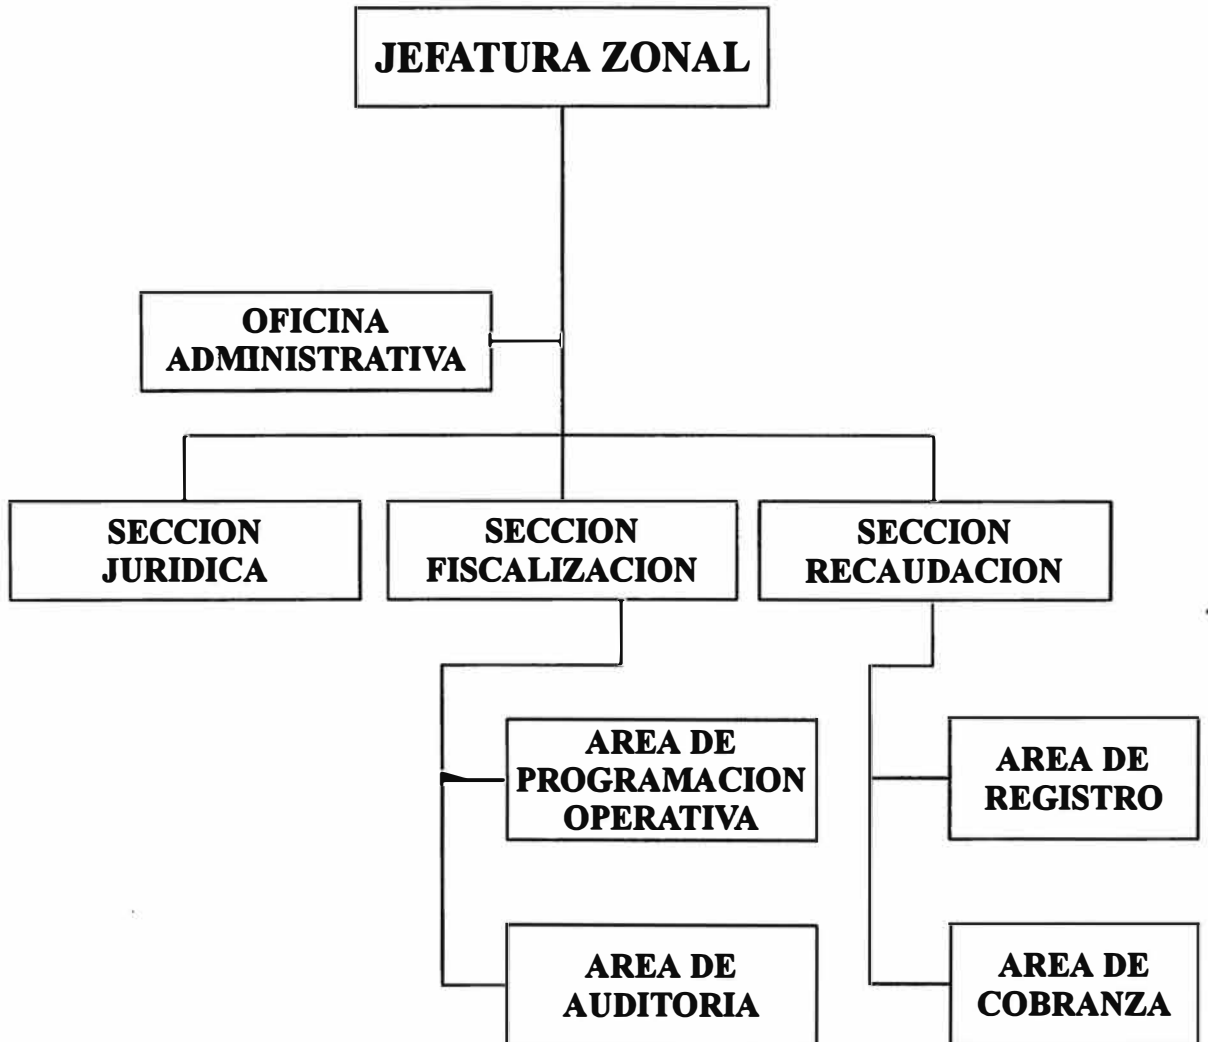 JEFATURA ZONAL
OFICINA
ADMINISTRATIVA
SECCION
JURIDICA
SECCION
FISCALIZACION
SECCION
RECAUDACION
AREA DE
PROGRAMACION
OPERATIVA
AREA DE
REGISTRO
AREA DE
AUDITORIA
AREA DE
COBRANZA